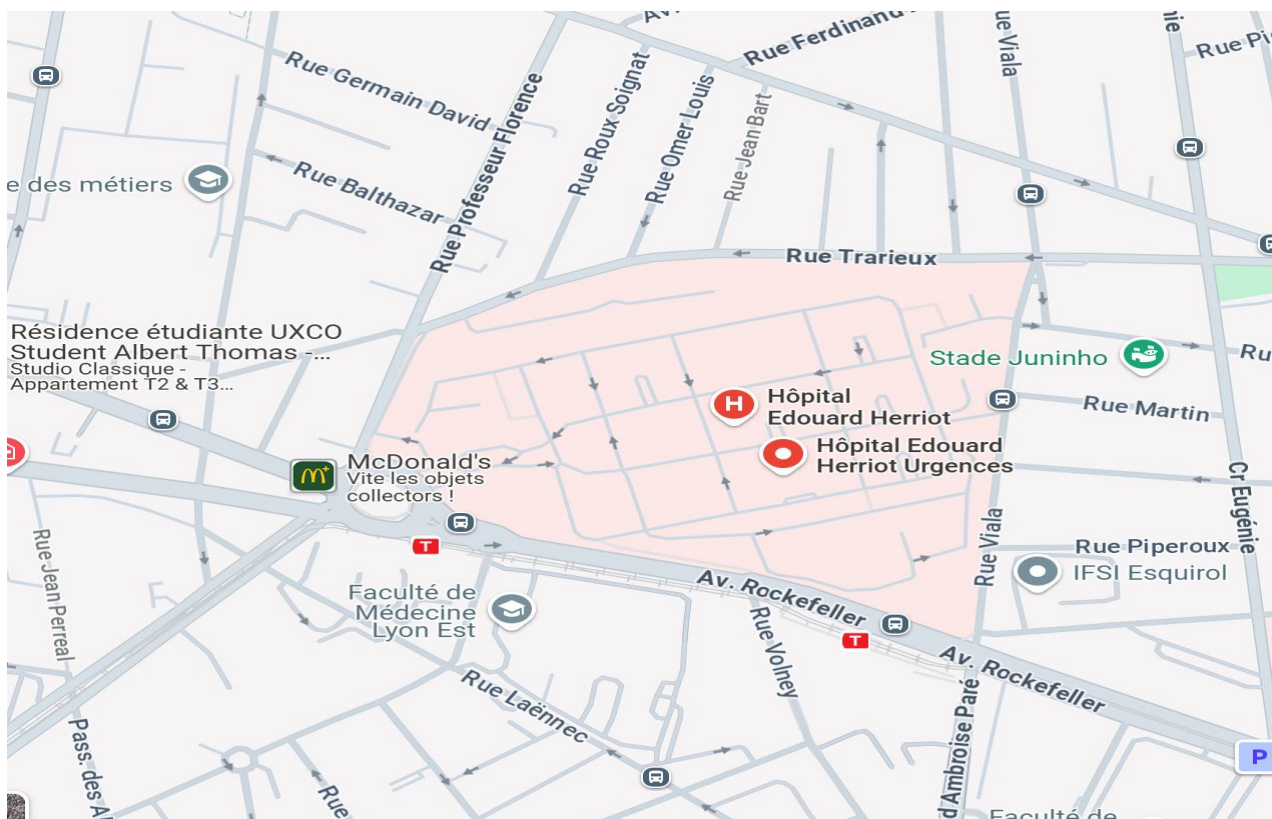 Av.
Rue Ferdinand
Rue Viala
Rue Germain David
Rue Professeur Florence
Rue Roux Soignat
Rue Omer Louis
Rue Jean Bart
e des métiers
Rue Balthazar
Rue Trarieux
Résidence étudiante UXCO
Student Albert Thomas -...
Studio Classique -
Appartement T2 & T3...
Stade Juninho
Ru
Hôpital
Edouard Herriot
Rue Martin
Hôpital Edouard
Herriot Urgences
McDonald's
Vite les objets
collectors !
H
M
Cr Eugénie
T
Rue Viala
Rue Piperoux
IFSI Esquirol
Rue Jean Perreal
Faculté de
Médecine
Lyon Est
Av. Rockefeller
T
Rue Volney
Av. Rockefeller
Rue Laënnec
Pass. des A
Rue
d Ambroise Paré
P
Faculté de